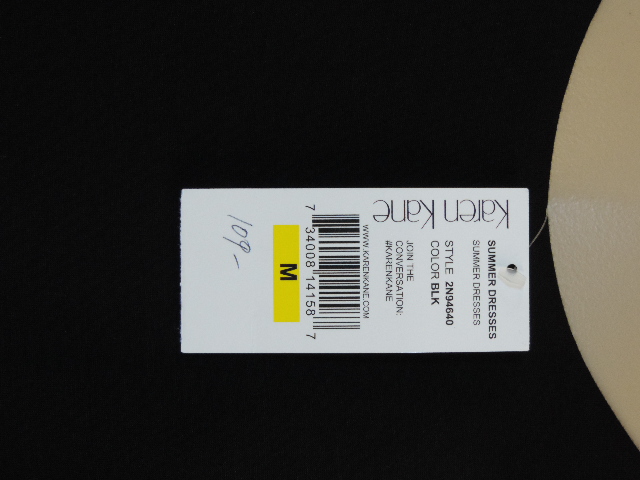 Karen Kane
SUMMER DRESSES
SUMMER DRESSES
STYLE 2N94640
COLOR BLK
JOIN THE
CONVERSATION:
#KARENKANE
WWW.KARENKANE.COM
7 34008 14158 7
M
109-